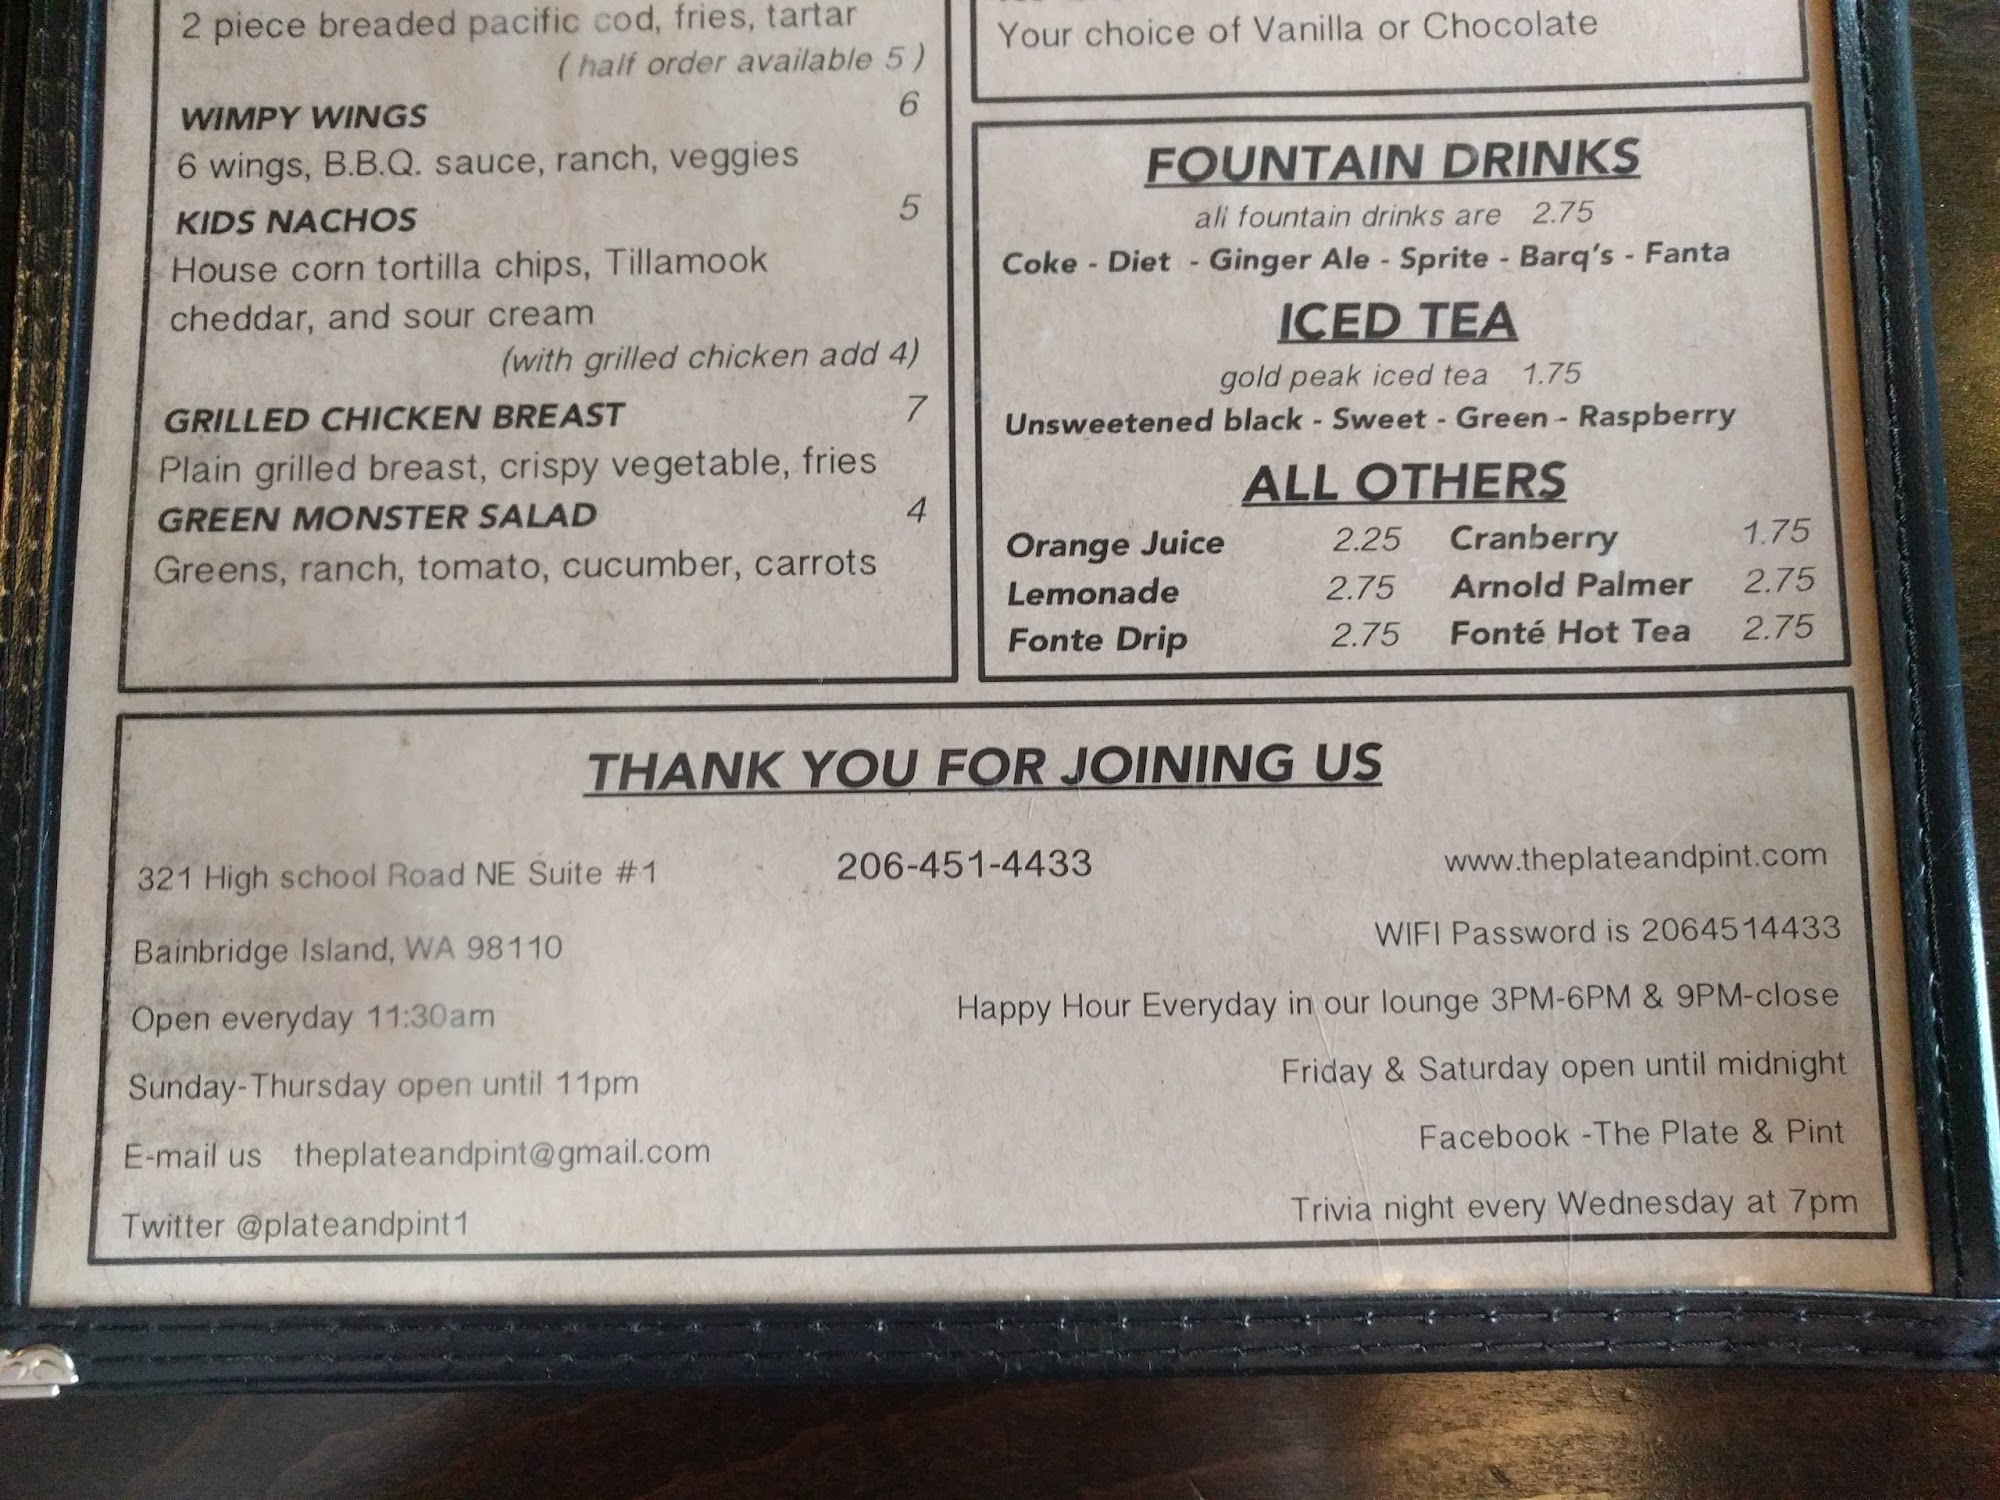 2 piece breaded pacific cod, fries, tartar
( half order available 5 )
WIMPY WINGS 6
6 wings, B.B.Q. sauce, ranch, veggies
KIDS NACHOS 5
House corn tortilla chips, Tillamook
cheddar, and sour cream
(with grilled chicken add 4)
GRILLED CHICKEN BREAST 7
Plain grilled breast, crispy vegetable, fries
GREEN MONSTER SALAD 4
Greens, ranch, tomato, cucumber, carrots
Your choice of Vanilla or Chocolate
FOUNTAIN DRINKS
all fountain drinks are 2.75
Coke - Diet - Ginger Ale - Sprite - Barq's - Fanta
ICED TEA
gold peak iced tea 1.75
Unsweetened black - Sweet - Green - Raspberry
ALL OTHERS
Orange Juice 2.25 Cranberry 1.75
Lemonade 2.75 Arnold Palmer 2.75
Fonte Drip 2.75 Fonté Hot Tea 2.75
THANK YOU FOR JOINING US
321 High school Road NE Suite #1 206-451-4433 www.theplateandpint.com
Bainbridge Island, WA 98110 WIFI Password is 2064514433
Open everyday 11:30am Happy Hour Everyday in our lounge 3PM-6PM & 9PM-close
Sunday-Thursday open until 11pm Friday & Saturday open until midnight
E-mail us theplateandpint@gmail.com Facebook -The Plate & Pint
Twitter @plateandpint1 Trivia night every Wednesday at 7pm